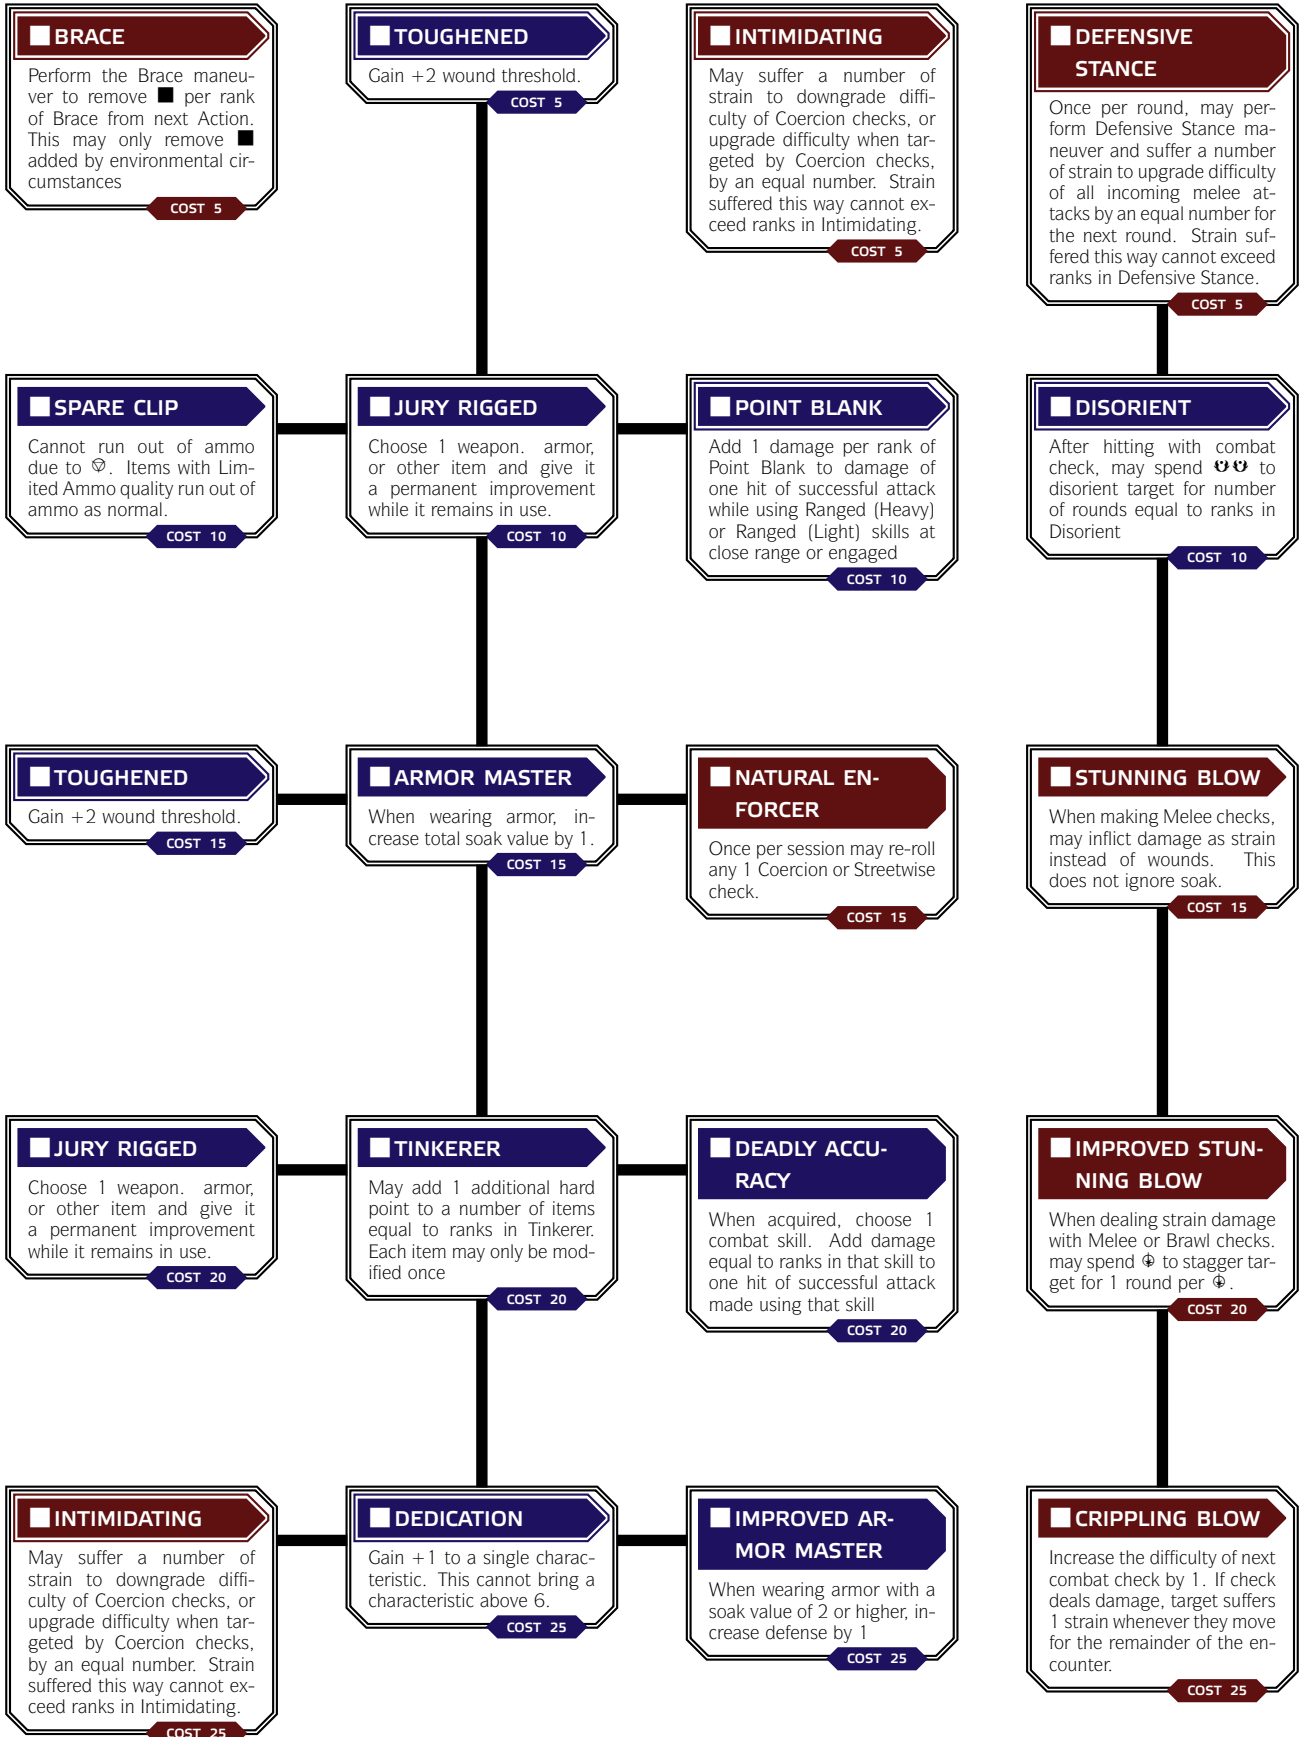 BRACE
Perform the Brace maneu-
ver to remove ■ per rank
of Brace from next Action.
This may only remove ■
added by environmental cir-
cumstances
COST 5
TOUGHENED
Gain +2 wound threshold.
COST 5
INTIMIDATING
May suffer a number of
strain to downgrade diffi-
culty of Coercion checks, or
upgrade difficulty when tar-
geted by Coercion checks,
by an equal number. Strain
suffered this way cannot ex-
ceed ranks in Intimidating.
COST 5
DEFENSIVE
STANCE
Once per round, may per-
form Defensive Stance ma-
neuver and suffer a number
of strain to upgrade difficulty
of all incoming melee at-
tacks by an equal number for
the next round. Strain suf-
fered this way cannot exceed
ranks in Defensive Stance.
COST 5
SPARE CLIP
Cannot run out of ammo
due to . Items with Lim-
ited Ammo quality run out of
ammo as normal.
COST 10
JURY RIGGED
Choose 1 weapon. armor,
or other item and give it
a permanent improvement
while it remains in use.
COST 10
POINT BLANK
Add 1 damage per rank of
Point Blank to damage of
one hit of successful attack
while using Ranged (Heavy)
or Ranged (Light) skills at
close range or engaged
COST 10
DISORIENT
After hitting with combat
check, may spend to
disorient target for number
of rounds equal to ranks in
Disorient
COST 10
TOUGHENED
Gain +2 wound threshold.
COST 15
ARMOR MASTER
When wearing armor, in-
crease total soak value by 1.
COST 15
NATURAL EN-
FORCER
Once per session may re-roll
any 1 Coercion or Streetwise
check.
COST 15
STUNNING BLOW
When making Melee checks,
may inflict damage as strain
instead of wounds. This
does not ignore soak.
COST 15
JURY RIGGED
Choose 1 weapon. armor,
or other item and give it
a permanent improvement
while it remains in use.
COST 20
TINKERER
May add 1 additional hard
point to a number of items
equal to ranks in Tinkerer.
Each item may only be mod-
ified once
COST 20
DEADLY ACCU-
RACY
When acquired, choose 1
combat skill. Add damage
equal to ranks in that skill to
one hit of successful attack
made using that skill
COST 20
IMPROVED STUN-
NING BLOW
When dealing strain damage
with Melee or Brawl checks.
may spend to stagger tar-
get for 1 round per .
COST 20
INTIMIDATING
May suffer a number of
strain to downgrade diffi-
culty of Coercion checks, or
upgrade difficulty when tar-
geted by Coercion checks,
by an equal number. Strain
suffered this way cannot ex-
ceed ranks in Intimidating.
COST 25
DEDICATION
Gain +1 to a single charac-
teristic. This cannot bring a
characteristic above 6.
COST 25
IMPROVED AR-
MOR MASTER
When wearing armor with a
soak value of 2 or higher, in-
crease defense by 1
COST 25
CRIPPLING BLOW
Increase the difficulty of next
combat check by 1. If check
deals damage, target suffers
1 strain whenever they move
for the remainder of the en-
counter.
COST 25